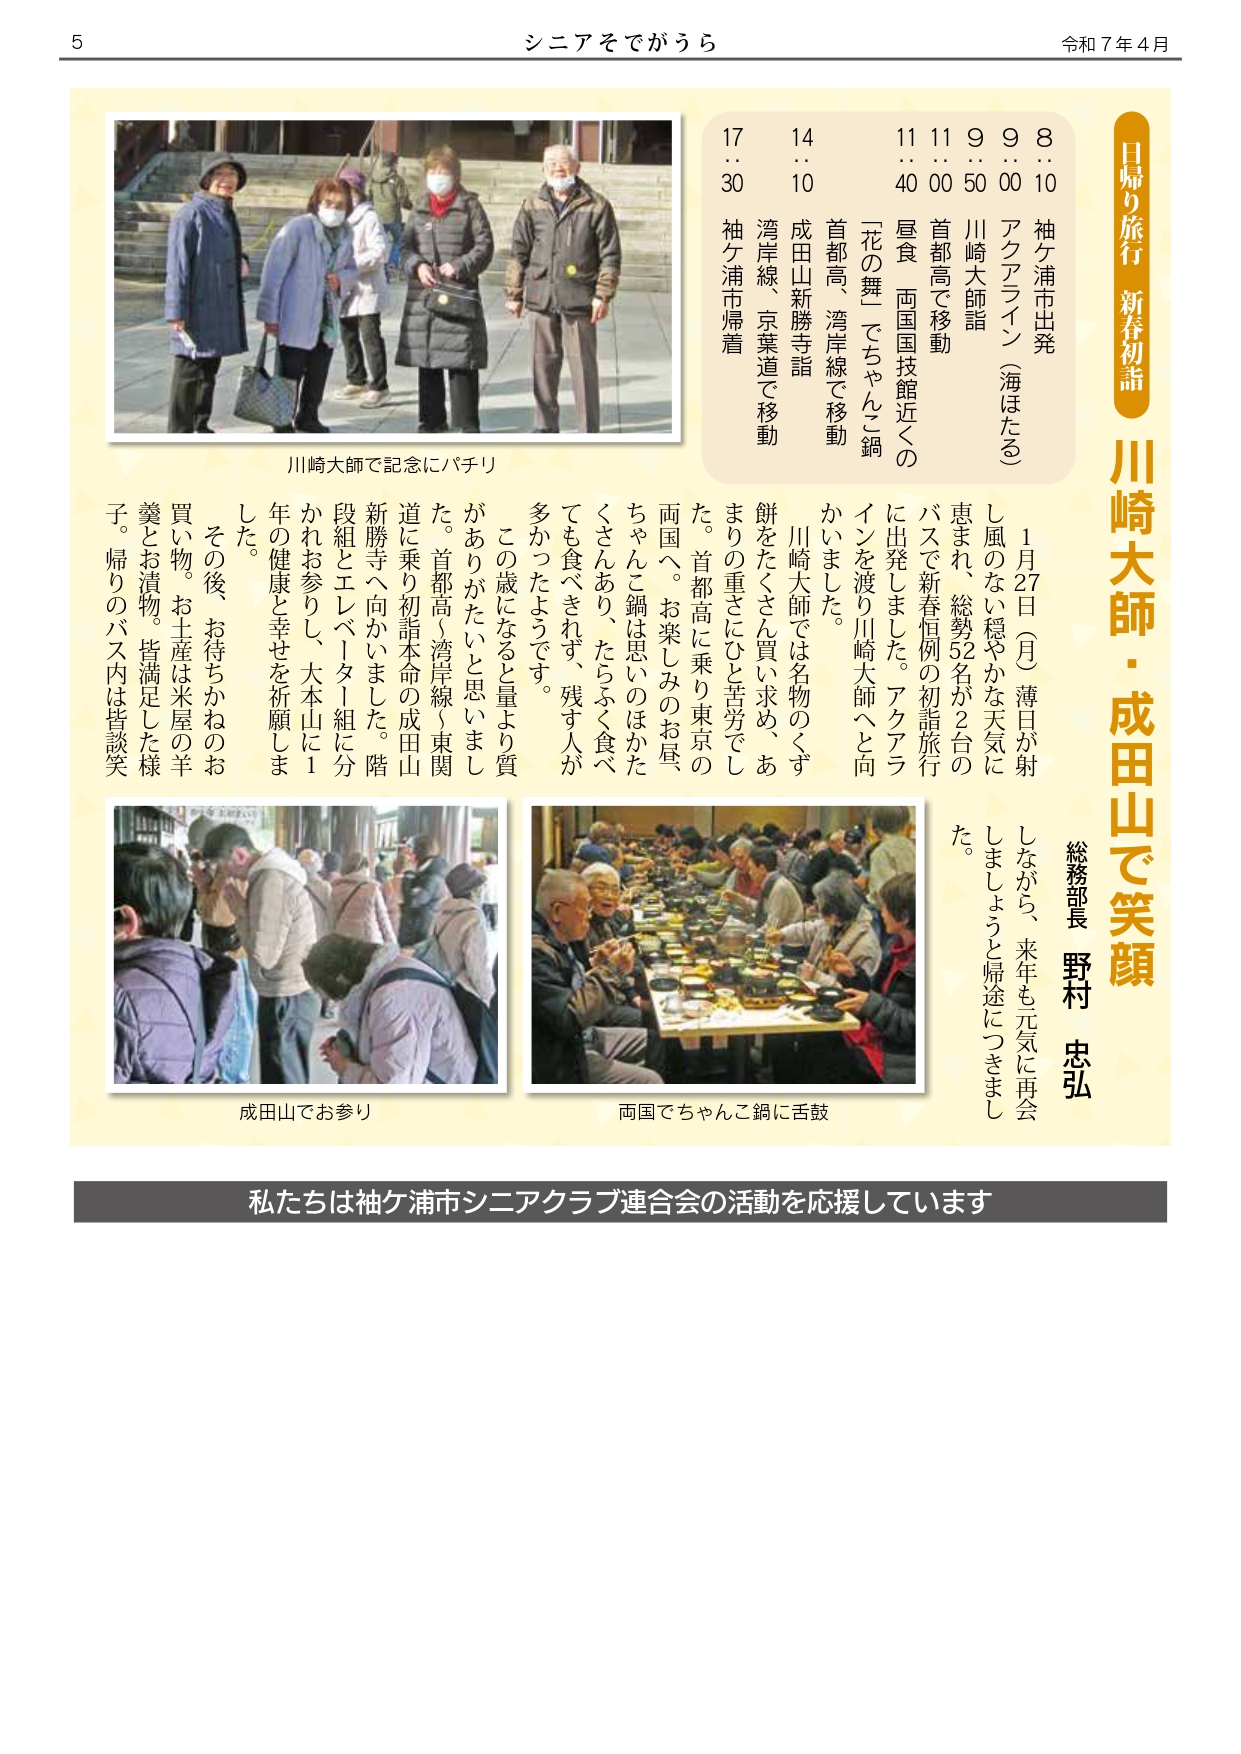 5
シニアそでがうら
令和７年４月
日帰り旅行　新春初詣
川崎大師・成田山で笑顔
総務部長　野村　忠弘
8：10　袖ケ浦市出発
9：00　アクアライン（海ほたる）
9：50　川崎大師詣
11：00　首都高で移動
11：40　昼食　両国国技館近くの
「花の舞」でちゃんこ鍋
首都高、湾岸線で移動
14：10　成田山新勝寺詣
湾岸線、京葉道で移動
17：30　袖ケ浦市帰着
川崎大師で記念にパチリ
１月27日（月）薄日が射
し風のない穏やかな天気に
恵まれ、総勢52名が２台の
バスで新春恒例の初詣旅行
に出発しました。アクアラ
インを渡り川崎大師へと向
かいました。
川崎大師では名物のくず
餅をたくさん買い求め、あ
まりの重さにひと苦労でし
た。首都高に乗り東京の
両国へ。お楽しみのお昼、
ちゃんこ鍋は思いのほかた
くさんあり、たらふく食べ
ても食べきれず、残す人が
多かったようです。
この歳になると量より質
がありがたいと思いまし
た。首都高～湾岸線～東関
道に乗り初詣本命の成田山
新勝寺へ向かいました。階
段組とエレベーター組に分
かれお参りし、大本山に１
年の健康と幸せを祈願しま
した。
その後、お待ちかねのお
買い物。お土産は米屋の羊
羹とお漬物。皆満足した様
子。帰りのバス内は皆談笑
しながら、来年も元気に再会
しましょうと帰途につきまし
た。
成田山でお参り
両国でちゃんこ鍋に舌鼓
私たちは袖ケ浦市シニアクラブ連合会の活動を応援しています